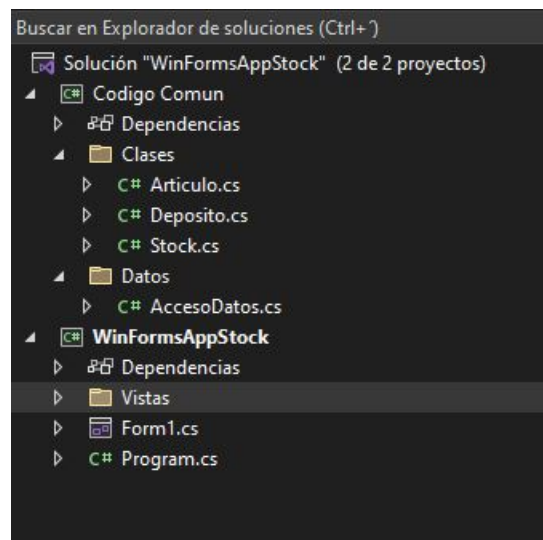 Buscar en Explorador de soluciones (Ctrl+´)
Solución "WinFormsAppStock" (2 de 2 proyectos)
C# Codigo Comun
Dependencias
Clases
C# Articulo.cs
C# Deposito.cs
C# Stock.cs
Datos
C# AccesoDatos.cs
C# WinFormsAppStock
Dependencias
Vistas
Form1.cs
C# Program.cs